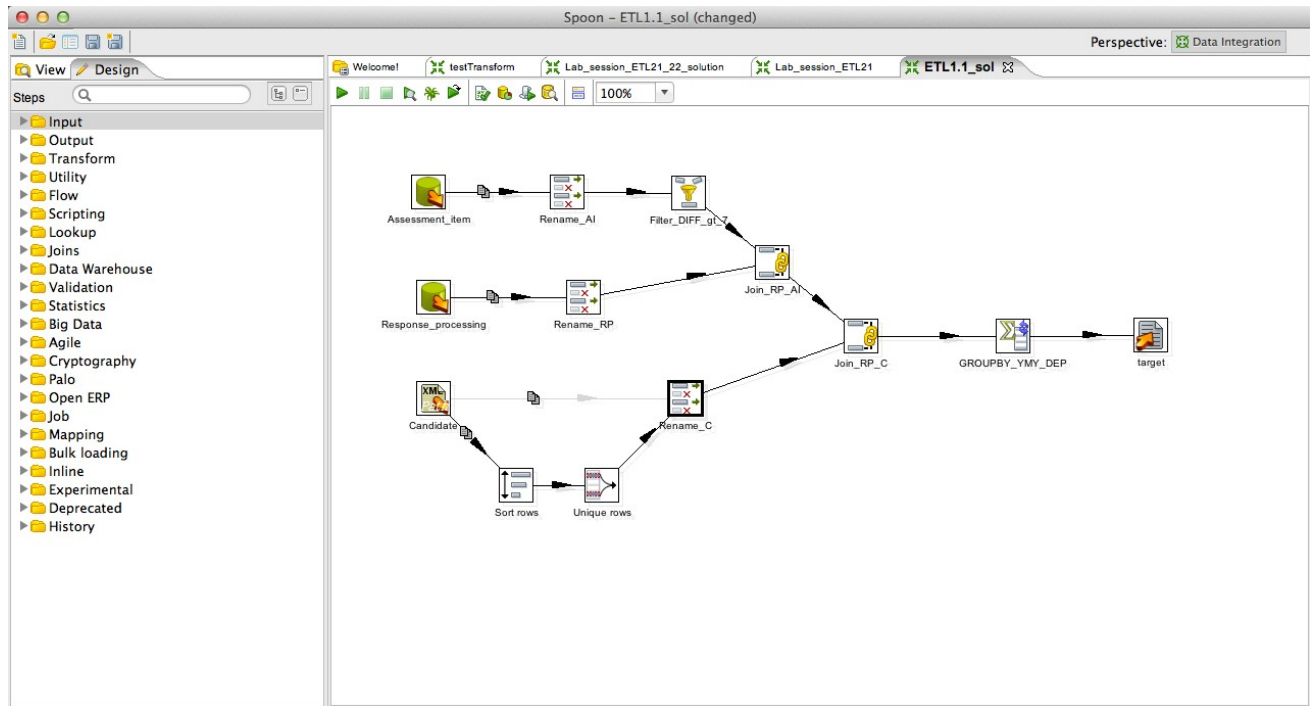 Spoon – ETL1.1_sol (changed)
Perspective: Data Integration
View Design
Welcome! testTransform Lab_session_ETL21_22_solution Lab_session_ETL21 ETL1.1_sol
Steps
100%
Input
Output
Transform
Utility
Flow
Scripting
Lookup
Joins
Data Warehouse
Validation
Statistics
Big Data
Agile
Cryptography
Palo
Open ERP
Job
Mapping
Bulk loading
Inline
Experimental
Deprecated
History
Assessment_item Rename_AI Filter_DIFF_gt_7
Join_RP_AI
Response_processing Rename_RP
Join_RP_C GROUPBY_YMY_DEP target
XML
Candidate Rename_C
Sort rows Unique rows